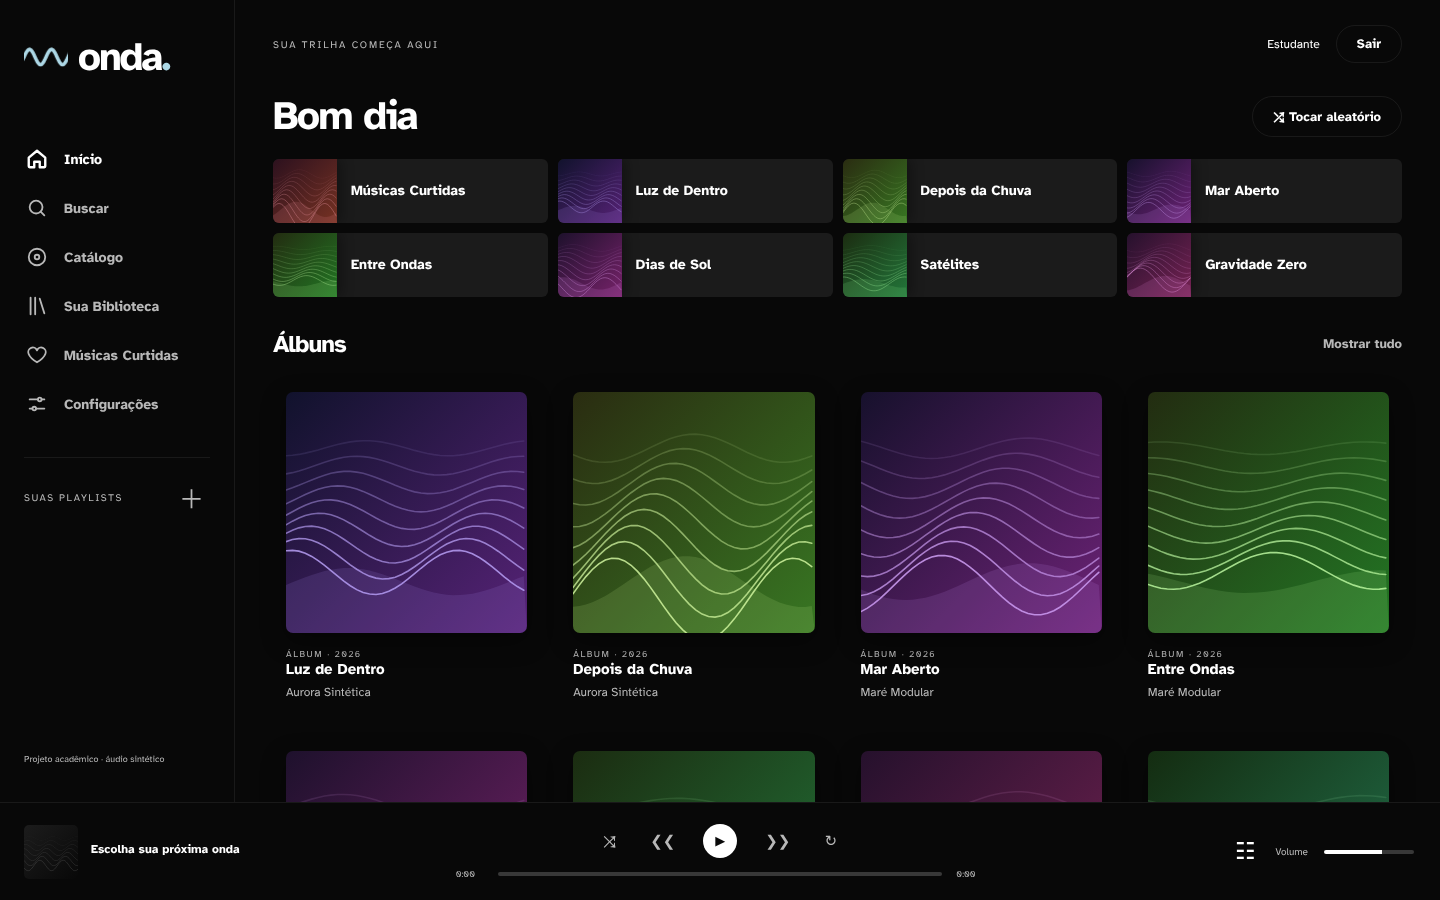 onda.
Início
Buscar
Catálogo
Sua Biblioteca
Músicas Curtidas
Configurações
SUAS PLAYLISTS
Projeto acadêmico · áudio sintético
SUA TRILHA COMEÇA AQUI
Estudante
Sair
Bom dia
Tocar aleatório
Músicas Curtidas
Luz de Dentro
Depois da Chuva
Mar Aberto
Entre Ondas
Dias de Sol
Satélites
Gravidade Zero
Álbuns
Mostrar tudo
ÁLBUM · 2026
Luz de Dentro
Aurora Sintética
ÁLBUM · 2026
Depois da Chuva
Aurora Sintética
ÁLBUM · 2026
Mar Aberto
Maré Modular
ÁLBUM · 2026
Entre Ondas
Maré Modular
Escolha sua próxima onda
0:00
0:00
Volume